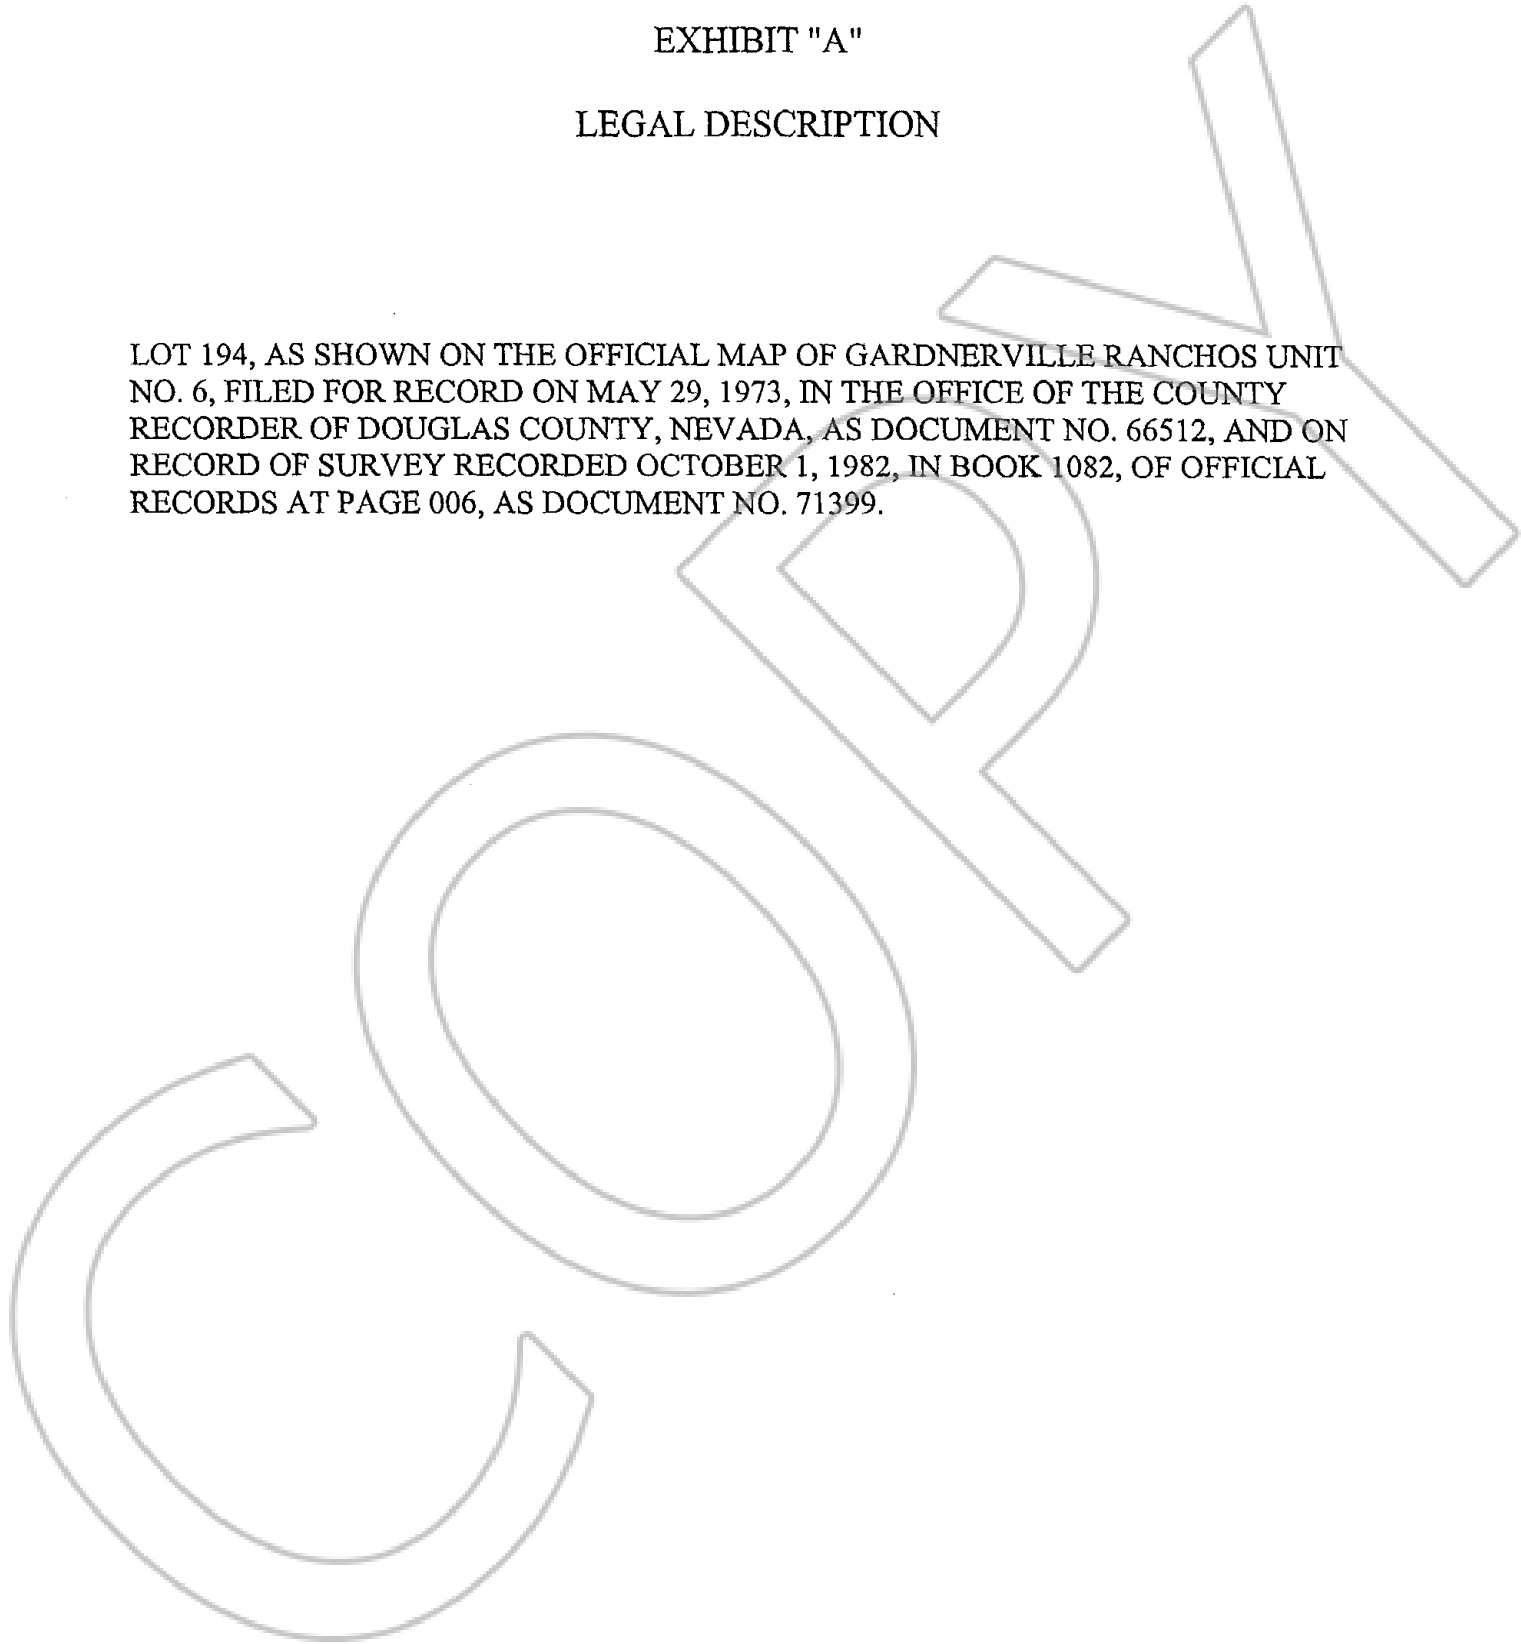 EXHIBIT "A"
LEGAL DESCRIPTION
LOT 194, AS SHOWN ON THE OFFICIAL MAP OF GARDNERVILLE RANCHOS UNIT
NO. 6, FILED FOR RECORD ON MAY 29, 1973, IN THE OFFICE OF THE COUNTY
RECORDER OF DOUGLAS COUNTY, NEVADA, AS DOCUMENT NO. 66512, AND ON
RECORD OF SURVEY RECORDED OCTOBER 1, 1982, IN BOOK 1082, OF OFFICIAL
RECORDS AT PAGE 006, AS DOCUMENT NO. 71399.
COPY